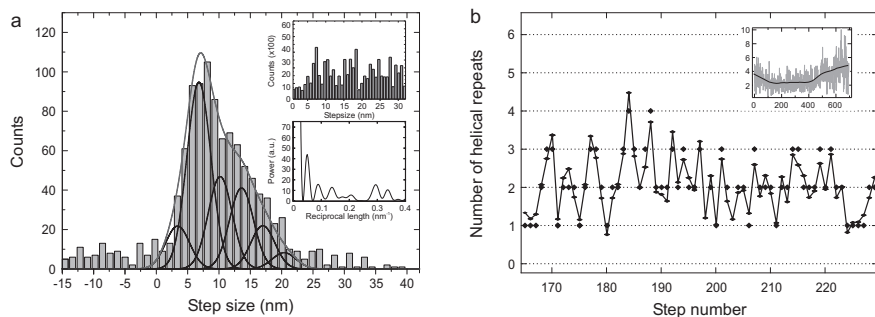 a
130
120
100
80
60
40
20
0
Counts
-15 -10 -5 0 5 10 15 20 25 30 35 40
Step size (nm)
60
50
40
30
20
10
0
Counts (x100)
0 5 10 15 20 25 30
Stepsize (nm)
70
60
50
40
30
20
10
0
Power (a.u.)
0.0 0.1 0.2 0.3 0.4
Reciprocal length (nm⁻¹)
b
6
5
4
3
2
1
0
Number of helical repeats
170 180 190 200 210 220
Step number
10
8
6
4
2
0 200 400 600